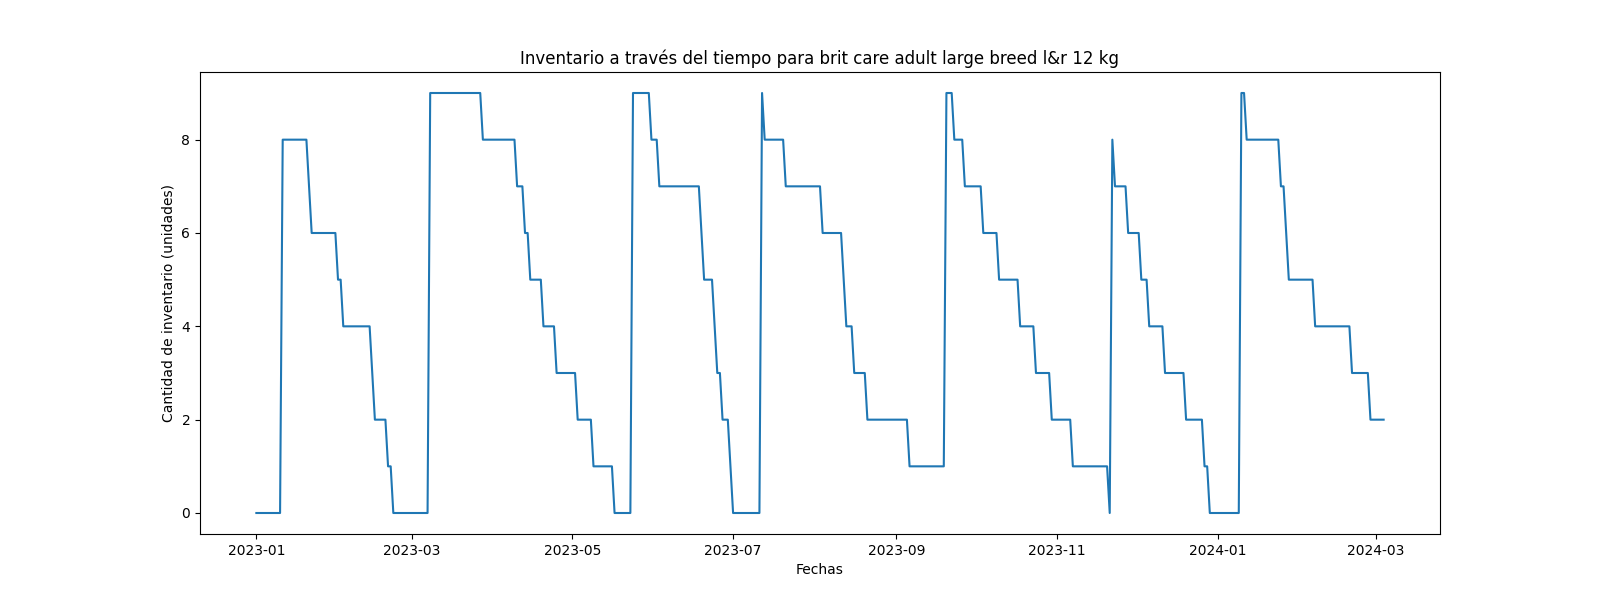 Inventario a través del tiempo para brit care adult large breed l&r 12 kg
Cantidad de inventario (unidades)
8
6
4
2
0
2023-01 2023-03 2023-05 2023-07 2023-09 2023-11 2024-01 2024-03
Fechas